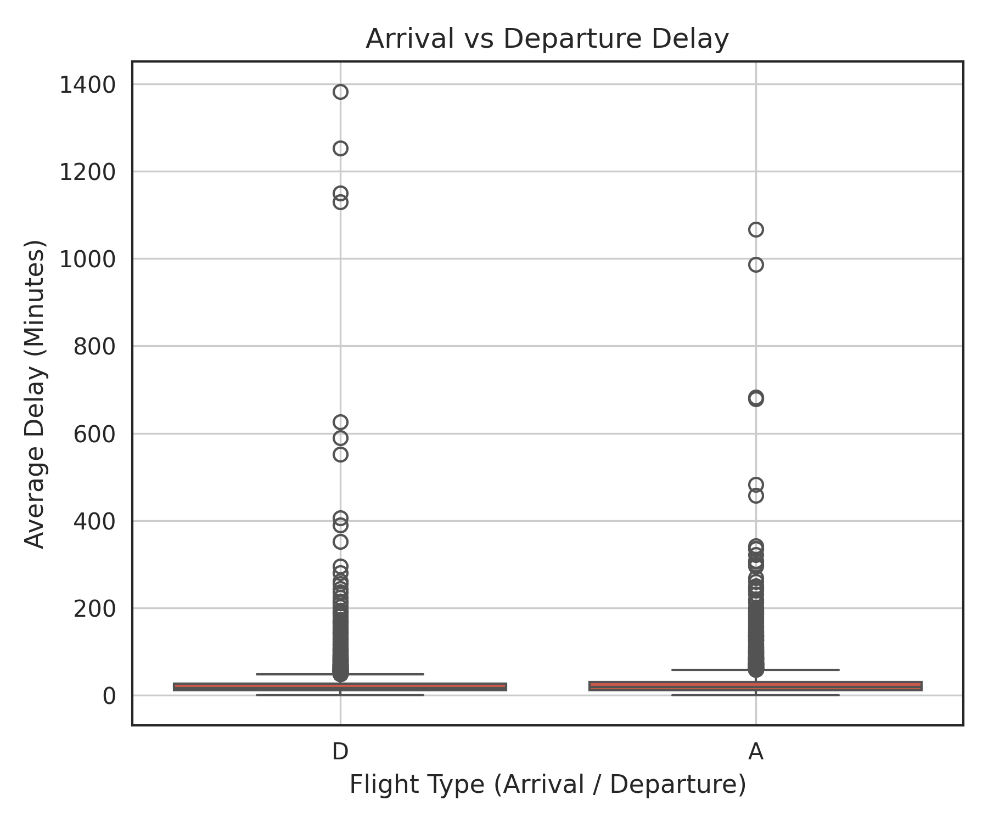 Arrival vs Departure Delay
1400
1200
1000
800
600
400
200
0
Average Delay (Minutes)
D A
Flight Type (Arrival / Departure)